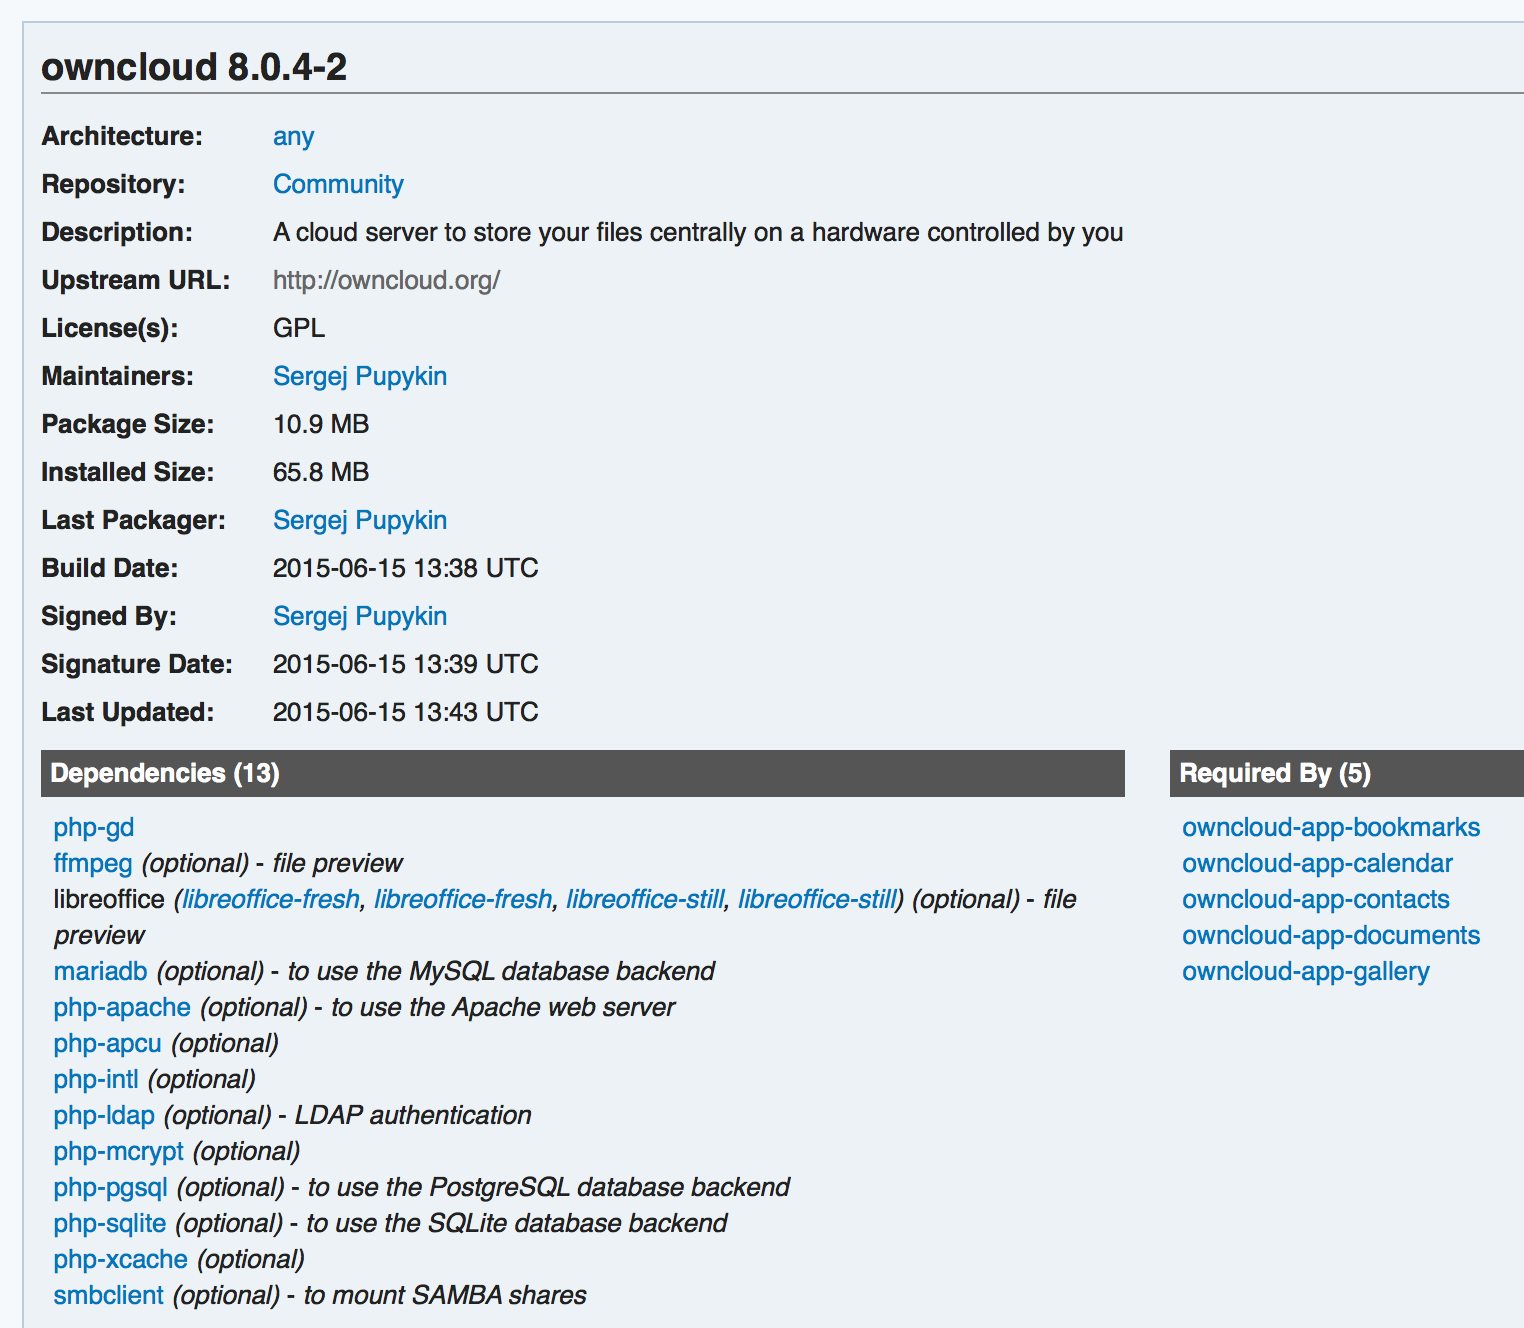 owncloud 8.0.4-2
Architecture: any
Repository: Community
Description: A cloud server to store your files centrally on a hardware controlled by you
Upstream URL: http://owncloud.org/
License(s): GPL
Maintainers: Sergej Pupykin
Package Size: 10.9 MB
Installed Size: 65.8 MB
Last Packager: Sergej Pupykin
Build Date: 2015-06-15 13:38 UTC
Signed By: Sergej Pupykin
Signature Date: 2015-06-15 13:39 UTC
Last Updated: 2015-06-15 13:43 UTC
Dependencies (13)
php-gd
ffmpeg (optional) - file preview
libreoffice (libreoffice-fresh, libreoffice-fresh, libreoffice-still, libreoffice-still) (optional) - file
preview
mariadb (optional) - to use the MySQL database backend
php-apache (optional) - to use the Apache web server
php-apcu (optional)
php-intl (optional)
php-ldap (optional) - LDAP authentication
php-mcrypt (optional)
php-pgsql (optional) - to use the PostgreSQL database backend
php-sqlite (optional) - to use the SQLite database backend
php-xcache (optional)
smbclient (optional) - to mount SAMBA shares
Required By (5)
owncloud-app-bookmarks
owncloud-app-calendar
owncloud-app-contacts
owncloud-app-documents
owncloud-app-gallery